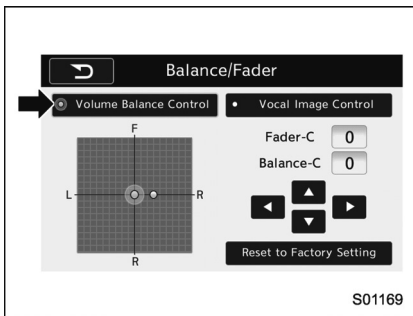 Balance/Fader
Volume Balance Control
Vocal Image Control
F
L
R
R
Fader-C 0
Balance-C 0
Reset to Factory Setting
S01169